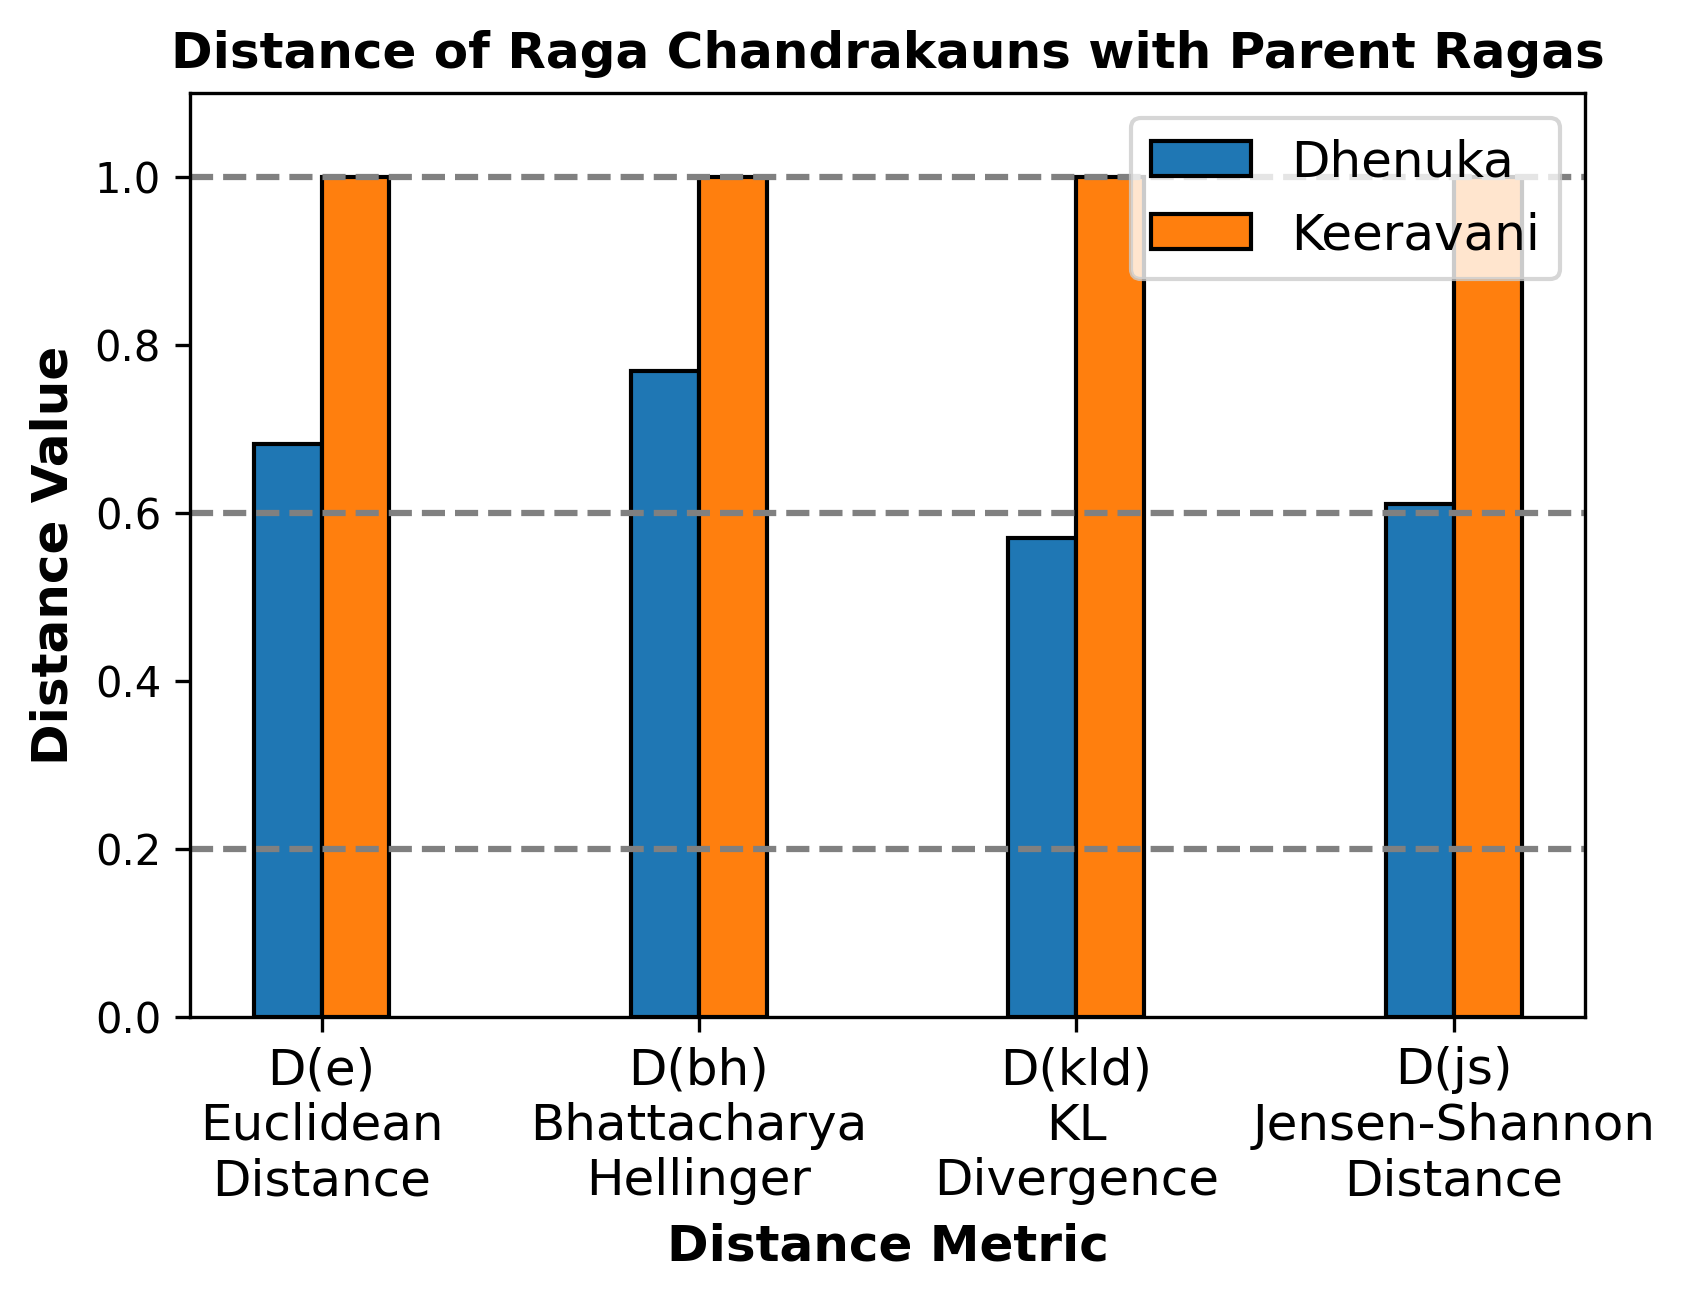 Distance of Raga Chandrakauns with Parent Ragas
Dhenuka
Keeravani
Distance Value
1.0
0.8
0.6
0.4
0.2
0.0
D(e)
Euclidean
Distance
D(bh)
Bhattacharya
Hellinger
D(kld)
KL
Divergence
D(js)
Jensen-Shannon
Distance
Distance Metric